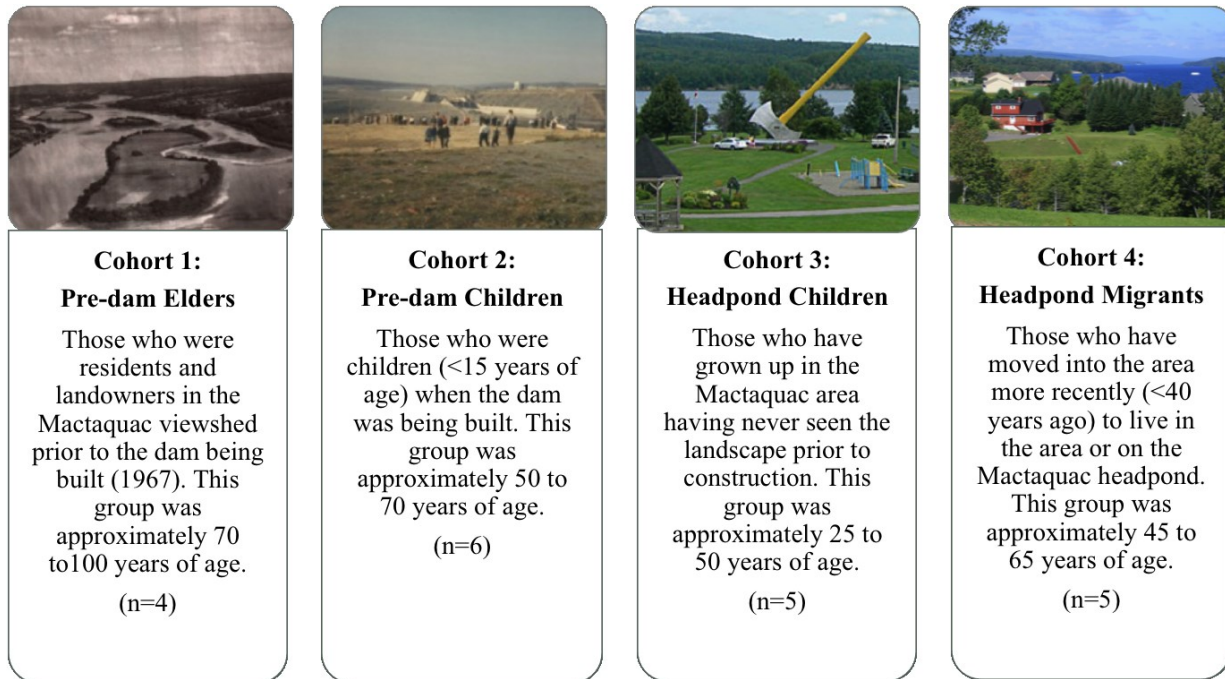 Cohort 1:
Pre-dam Elders
Those who were
residents and
landowners in the
Mactaquac viewshed
prior to the dam being
built (1967). This
group was
approximately 70
to100 years of age.
(n=4)
Cohort 2:
Pre-dam Children
Those who were
children (<15 years of
age) when the dam
was being built. This
group was
approximately 50 to
70 years of age.
(n=6)
Cohort 3:
Headpond Children
Those who have
grown up in the
Mactaquac area
having never seen the
landscape prior to
construction. This
group was
approximately 25 to
50 years of age.
(n=5)
Cohort 4:
Headpond Migrants
Those who have
moved into the area
more recently (<40
years ago) to live in
the area or on the
Mactaquac headpond.
This group was
approximately 45 to
65 years of age.
(n=5)